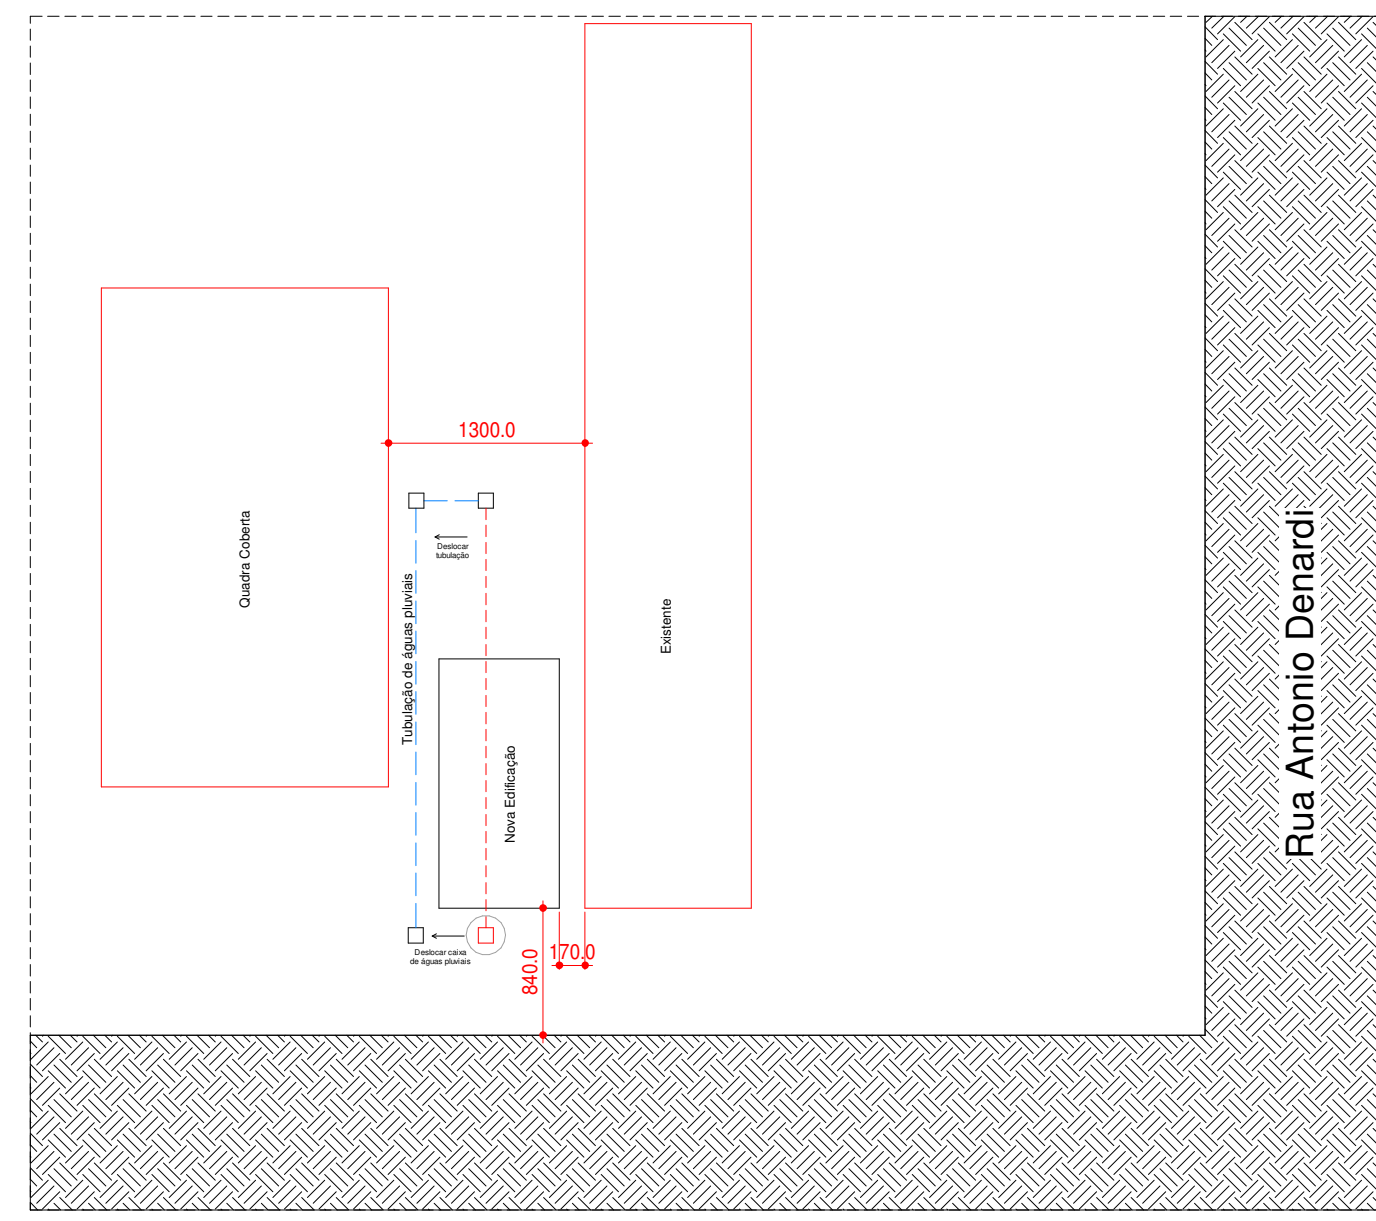 1300.0
Deslocar
tubulação
Quadra Coberta
Tubulação de águas pluviais
Existente
Nova Edificação
Rua Antonio Denardi
Deslocar caixa
de águas pluviais
840.0
170.0